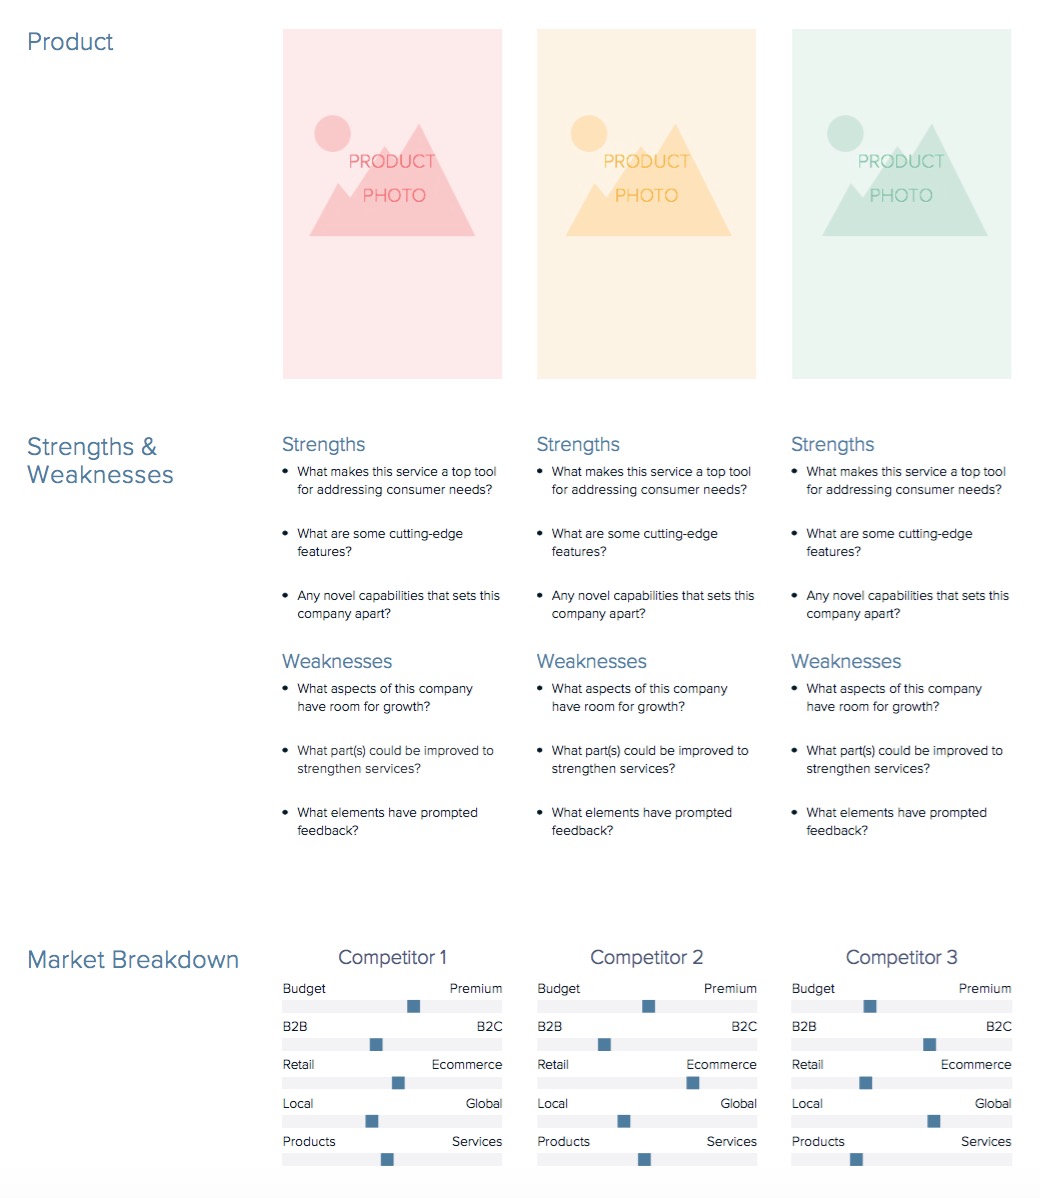 Product
PRODUCT
PHOTO
PRODUCT
PHOTO
PRODUCT
PHOTO
Strengths &
Weaknesses
Strengths
• What makes this service a top tool
for addressing consumer needs?
• What are some cutting-edge
features?
• Any novel capabilities that sets this
company apart?
Weaknesses
• What aspects of this company
have room for growth?
• What part(s) could be improved to
strengthen services?
• What elements have prompted
feedback?
Strengths
• What makes this service a top tool
for addressing consumer needs?
• What are some cutting-edge
features?
• Any novel capabilities that sets this
company apart?
Weaknesses
• What aspects of this company
have room for growth?
• What part(s) could be improved to
strengthen services?
• What elements have prompted
feedback?
Strengths
• What makes this service a top tool
for addressing consumer needs?
• What are some cutting-edge
features?
• Any novel capabilities that sets this
company apart?
Weaknesses
• What aspects of this company
have room for growth?
• What part(s) could be improved to
strengthen services?
• What elements have prompted
feedback?
Market Breakdown
Competitor 1
Budget Premium
B2B B2C
Retail Ecommerce
Local Global
Products Services
Competitor 2
Budget Premium
B2B B2C
Retail Ecommerce
Local Global
Products Services
Competitor 3
Budget Premium
B2B B2C
Retail Ecommerce
Local Global
Products Services